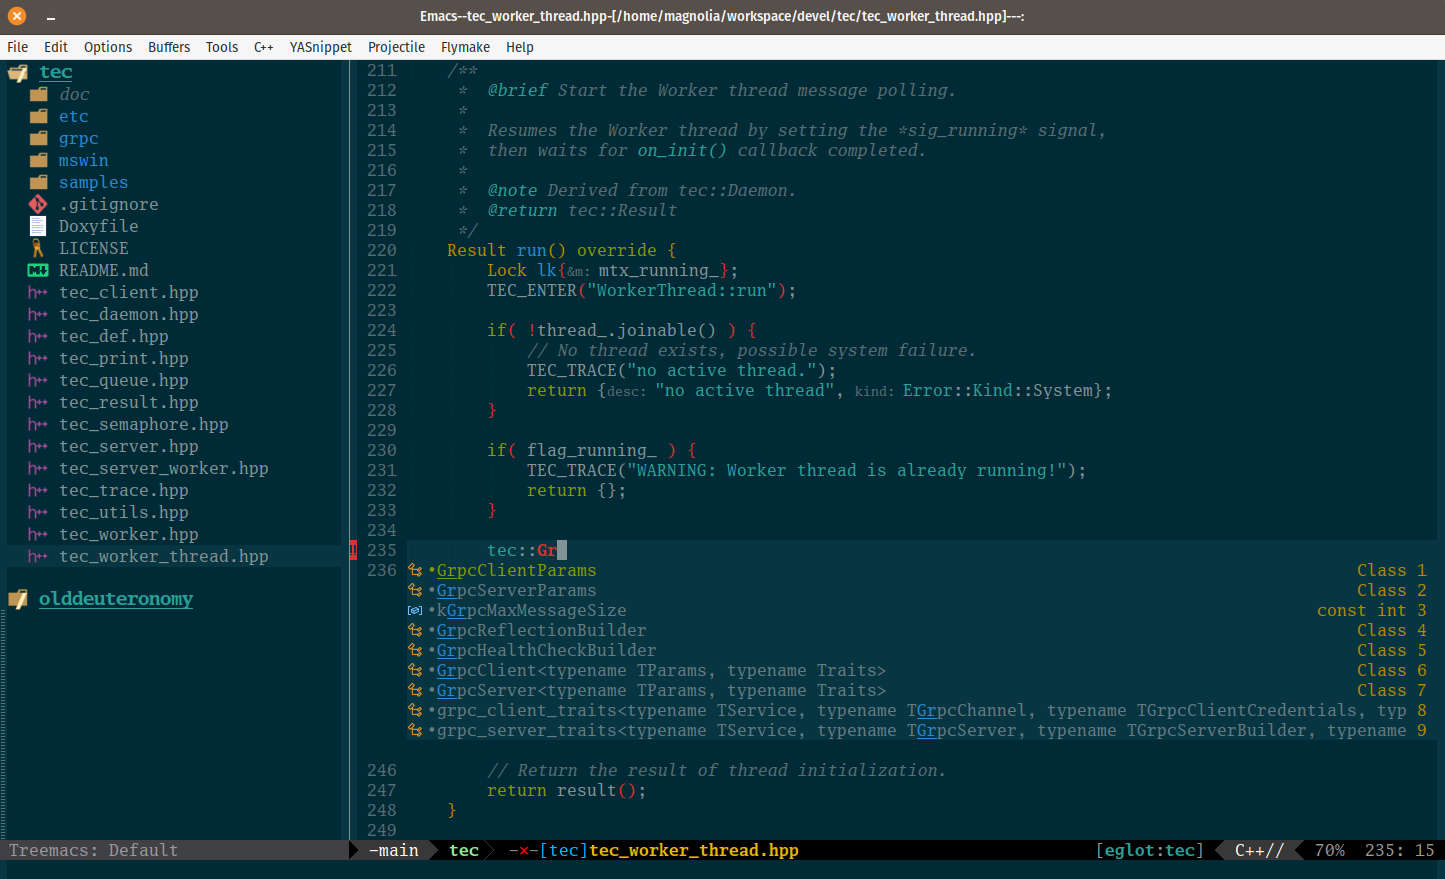 Emacs--tec_worker_thread.hpp-[/home/magnolia/workspace/devel/tec/tec_worker_thread.hpp]---:
File Edit Options Buffers Tools C++ YASnippet Projectile Flymake Help
tec
doc
etc
grpc
mswin
samples
.gitignore
Doxyfile
LICENSE
README.md
tec_client.hpp
tec_daemon.hpp
tec_def.hpp
tec_print.hpp
tec_queue.hpp
tec_result.hpp
tec_semaphore.hpp
tec_server.hpp
tec_server_worker.hpp
tec_trace.hpp
tec_utils.hpp
tec_worker.hpp
tec_worker_thread.hpp
olddeuteronomy
211 /**
212 * @brief Start the Worker thread message polling.
213 *
214 * Resumes the Worker thread by setting the *sig_running* signal,
215 * then waits for on_init() callback completed.
216 *
217 * @note Derived from tec::Daemon.
218 * @return tec::Result
219 */
220 Result run() override {
221 Lock lk{&m: mtx_running_};
222 TEC_ENTER("WorkerThread::run");
223
224 if( !thread_.joinable() ) {
225 // No thread exists, possible system failure.
226 TEC_TRACE("no active thread.");
227 return {desc: "no active thread", kind: Error::Kind::System};
228 }
229
230 if( flag_running_ ) {
231 TEC_TRACE("WARNING: Worker thread is already running!");
232 return {};
233 }
234
235 tec::Gr
236 •GrpcClientParams Class 1
•GrpcServerParams Class 2
•kGrpcMaxMessageSize const int 3
•GrpcReflectionBuilder Class 4
•GrpcHealthCheckBuilder Class 5
•GrpcClient<typename TParams, typename Traits> Class 6
•GrpcServer<typename TParams, typename Traits> Class 7
•grpc_client_traits<typename TService, typename TGrpcChannel, typename TGrpcClientCredentials, typ 8
•grpc_server_traits<typename TService, typename TGrpcServer, typename TGrpcServerBuilder, typename 9
246 // Return the result of thread initialization.
247 return result();
248 }
249
Treemacs: Default -main tec -×-[tec]tec_worker_thread.hpp [eglot:tec] C++// 70% 235: 15